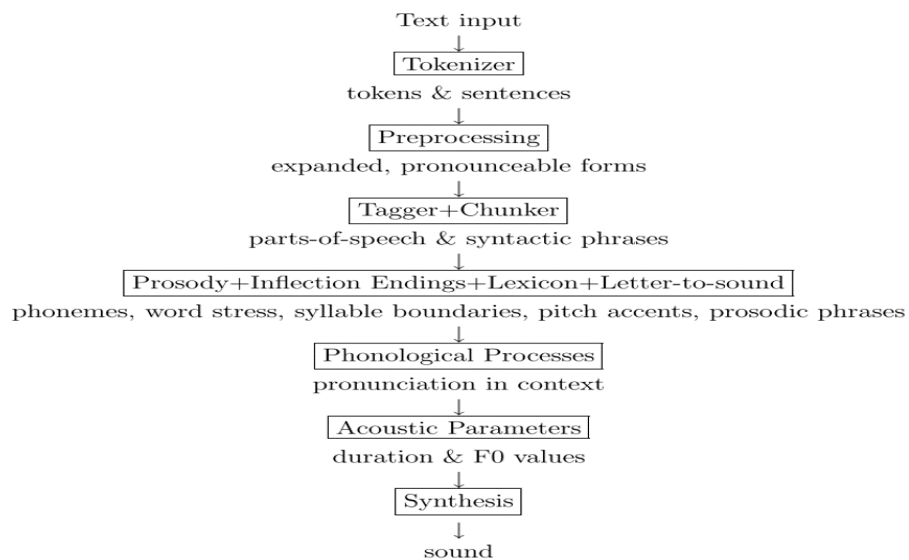 Text input
↓
Tokenizer
↓
tokens & sentences
↓
Preprocessing
expanded, pronounceable forms
↓
Tagger+Chunker
parts-of-speech & syntactic phrases
↓
Prosody+Inflection Endings+Lexicon+Letter-to-sound
phonemes, word stress, syllable boundaries, pitch accents, prosodic phrases
↓
Phonological Processes
pronunciation in context
↓
Acoustic Parameters
duration & F0 values
↓
Synthesis
↓
sound